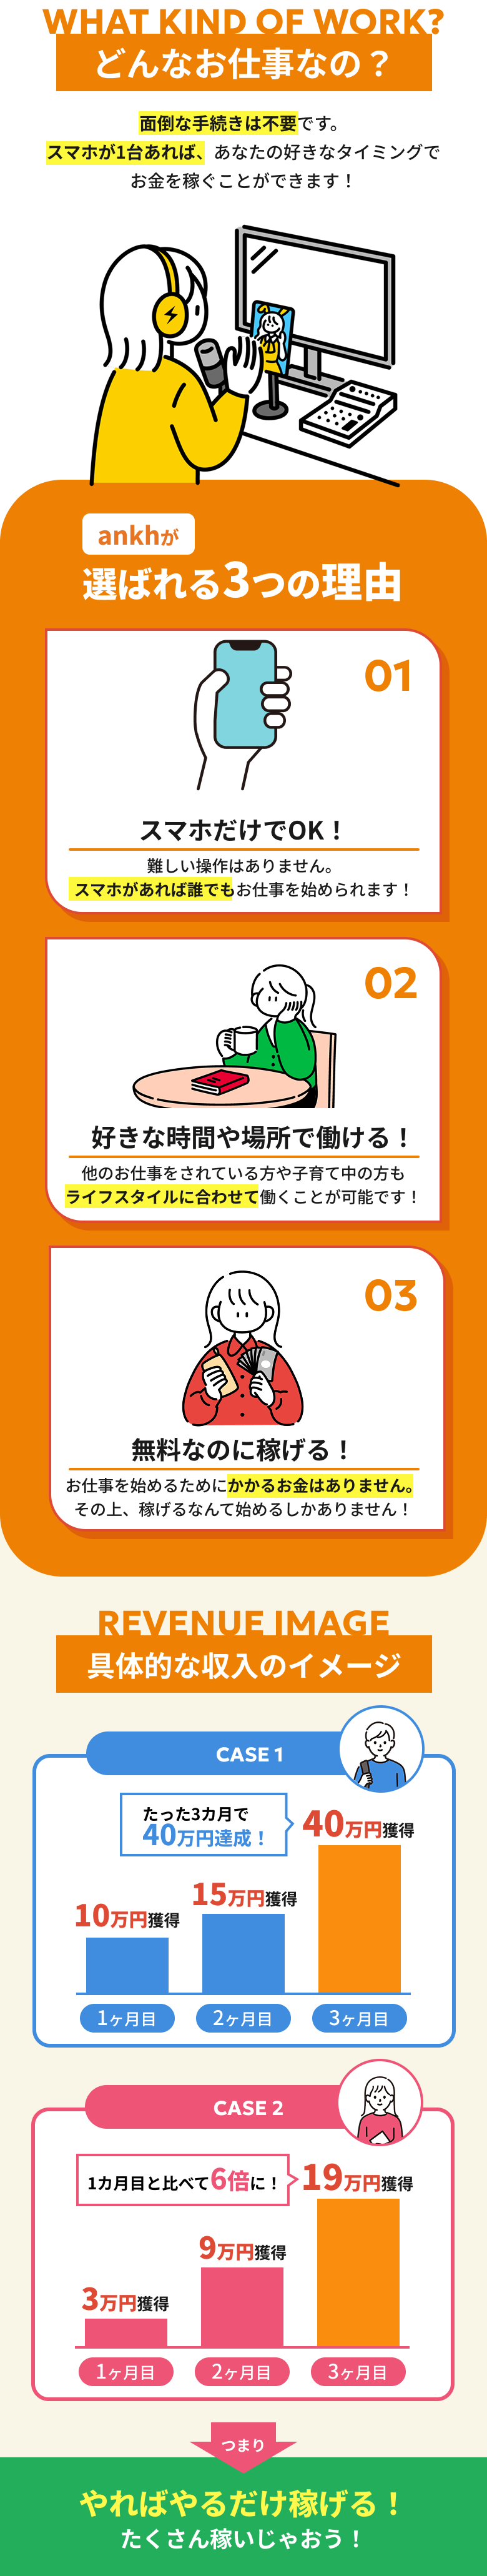 WHAT KIND OF WORK?
どんなお仕事なの？
面倒な手続きは不要です。
スマホが1台あれば、あなたの好きなタイミングで
お金を稼ぐことができます！
ankhが
選ばれる3つの理由
01
スマホだけでOK！
難しい操作はありません。
スマホがあれば誰でもお仕事を始められます！
02
好きな時間や場所で働ける！
他のお仕事をされている方や子育て中の方も
ライフスタイルに合わせて働くことが可能です！
03
無料なのに稼げる！
お仕事を始めるためにかかるお金はありません。
その上、稼げるなんて始めるしかありません！
REVENUE IMAGE
具体的な収入のイメージ
CASE 1
たった3カ月で
40万円達成！
40万円獲得
15万円獲得
10万円獲得
1ヶ月目
2ヶ月目
3ヶ月目
CASE 2
1カ月目と比べて6倍に！
19万円獲得
9万円獲得
3万円獲得
1ヶ月目
2ヶ月目
3ヶ月目
つまり
やればやるだけ稼げる！
たくさん稼いじゃおう！